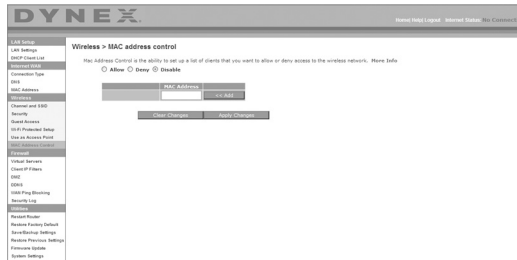 DYNEX
Home| Help| Logout Internet Status: No Connect
LAN Setup
LAN Settings
DHCP Client List
Internet WAN
Connection Type
DNS
MAC Address
Wireless
Channel and SSID
Security
Guest Access
Wi-Fi Protected Setup
Use as Access Point
MAC Address Control
Firewall
Virtual Servers
Client IP Filters
DMZ
DDNS
WAN Ping Blocking
Security Log
Utilities
Restart Router
Restore Factory Default
Save/Backup Settings
Restore Previous Settings
Firmware Update
System Settings
Wireless > MAC address control
Mac Address Control is the ability to set up a list of clients that you want to allow or deny access to the wireless network. More Info
Allow Deny Disable
MAC Address
<< Add
Clear Changes Apply Changes